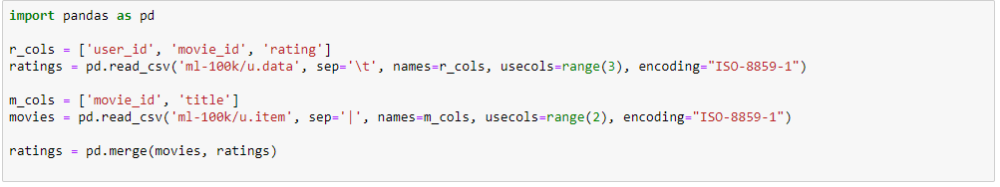 import pandas as pd
r_cols = ['user_id', 'movie_id', 'rating']
ratings = pd.read_csv('ml-100k/u.data', sep='\t', names=r_cols, usecols=range(3), encoding="ISO-8859-1")
m_cols = ['movie_id', 'title']
movies = pd.read_csv('ml-100k/u.item', sep='|', names=m_cols, usecols=range(2), encoding="ISO-8859-1")
ratings = pd.merge(movies, ratings)